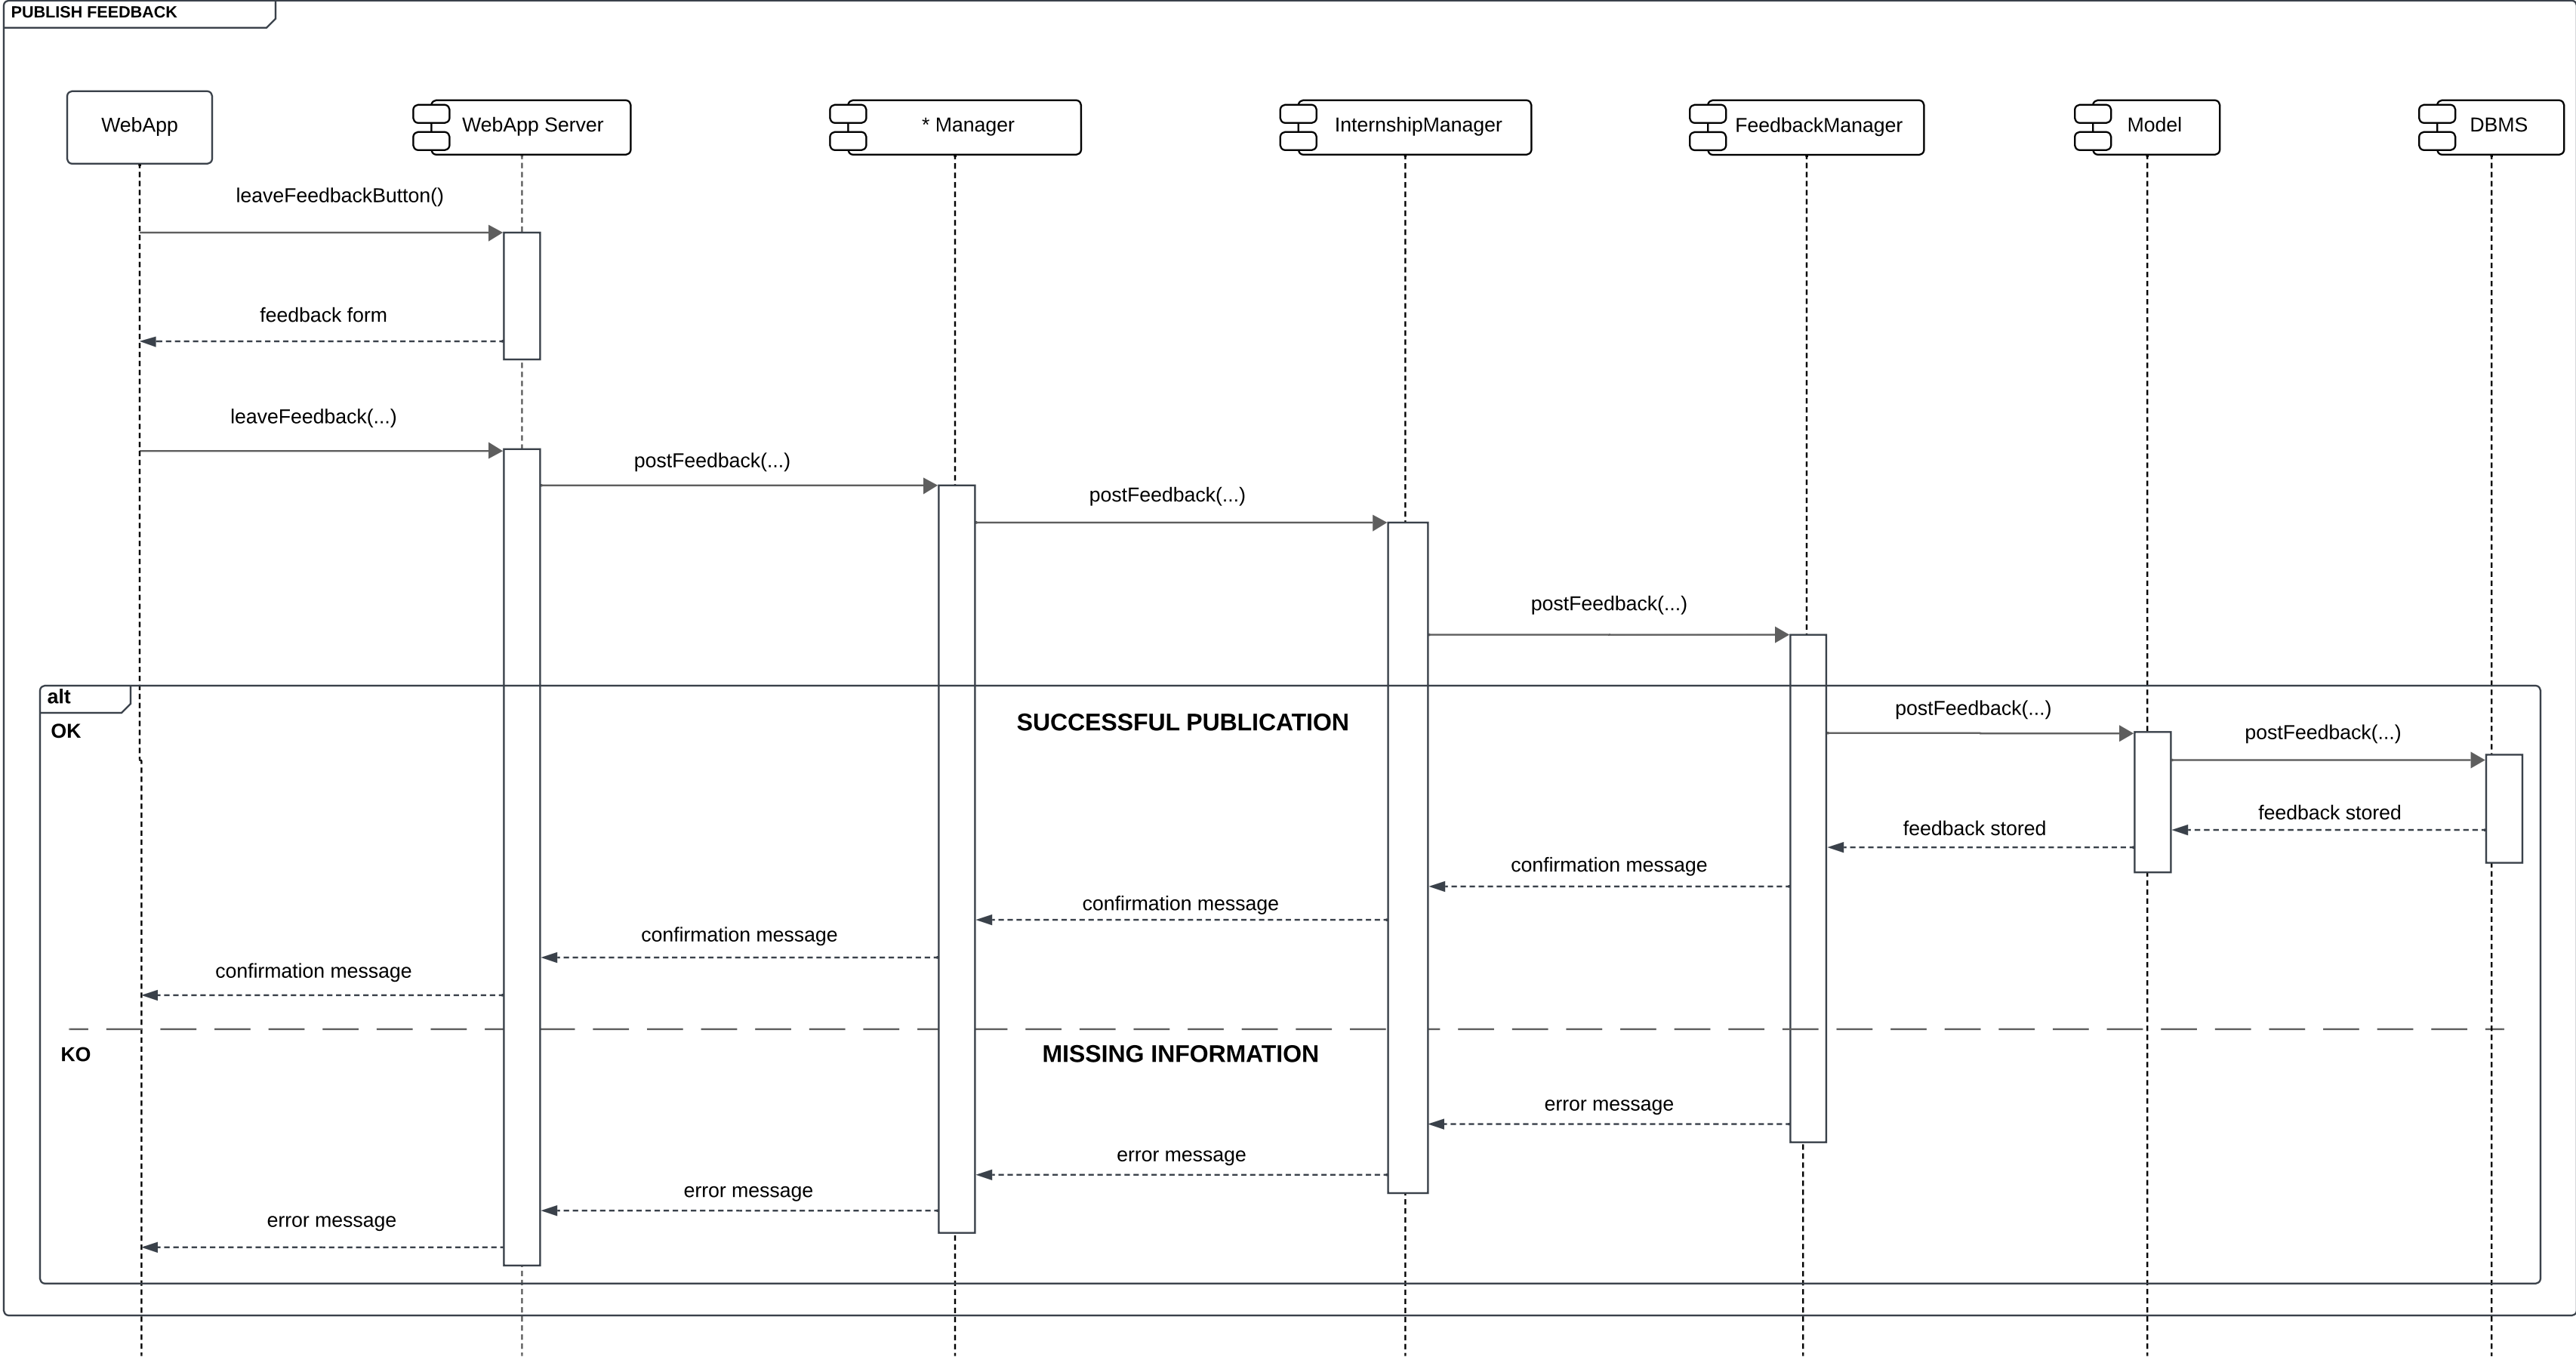 PUBLISH FEEDBACK
WebApp
WebApp Server
* Manager
InternshipManager
FeedbackManager
Model
DBMS
leaveFeedbackButton()
feedback form
leaveFeedback(...)
postFeedback(...)
postFeedback(...)
postFeedback(...)
alt
OK
SUCCESSFUL PUBLICATION
postFeedback(...)
postFeedback(...)
feedback stored
feedback stored
confirmation message
confirmation message
confirmation message
confirmation message
KO
MISSING INFORMATION
error message
error message
error message
error message